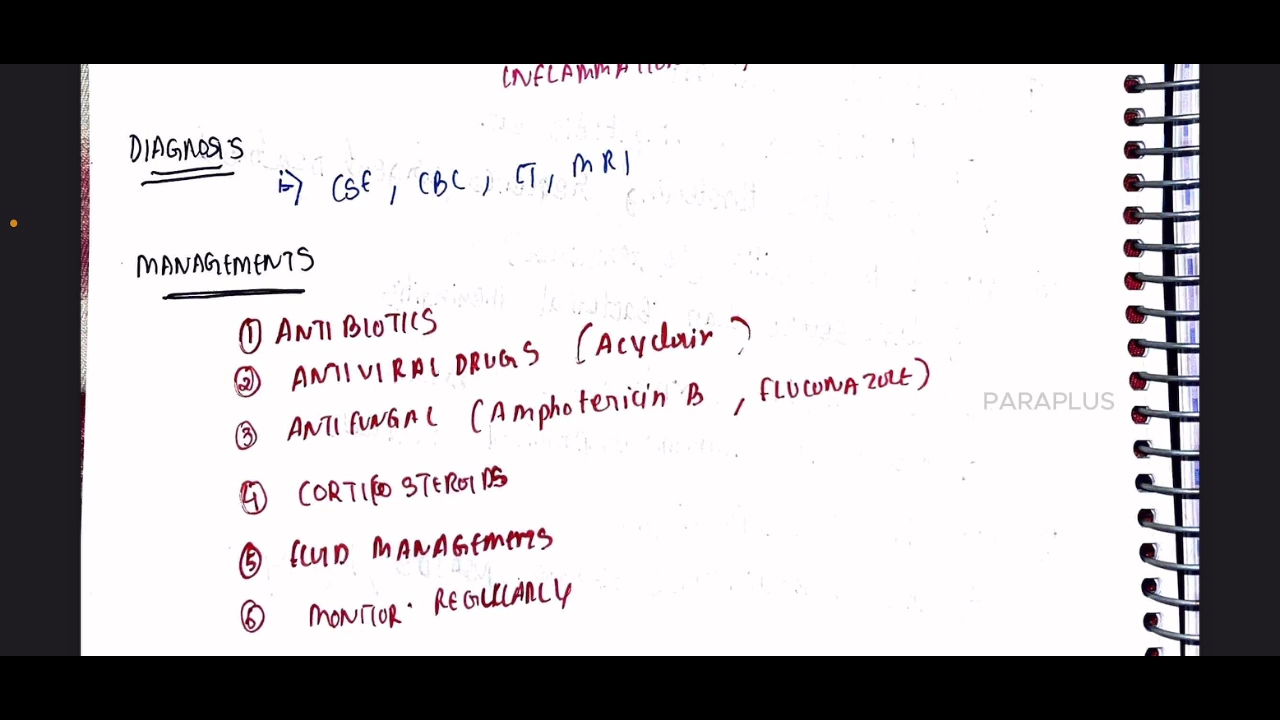 DIAGNOSIS
CSF, CBC, CT, MRI
MANAGEMENTS
① ANTIBIOTICS
② ANTIVIRAL DRUGS (Acyclovir)
③ ANTIFUNGAL (Amphotericin B, FLUCONAZOLE)
PARAPLUS
④ CORTICOSTEROIDS
⑤ FLUID MANAGEMENTS
⑥ MONITOR REGULARLY